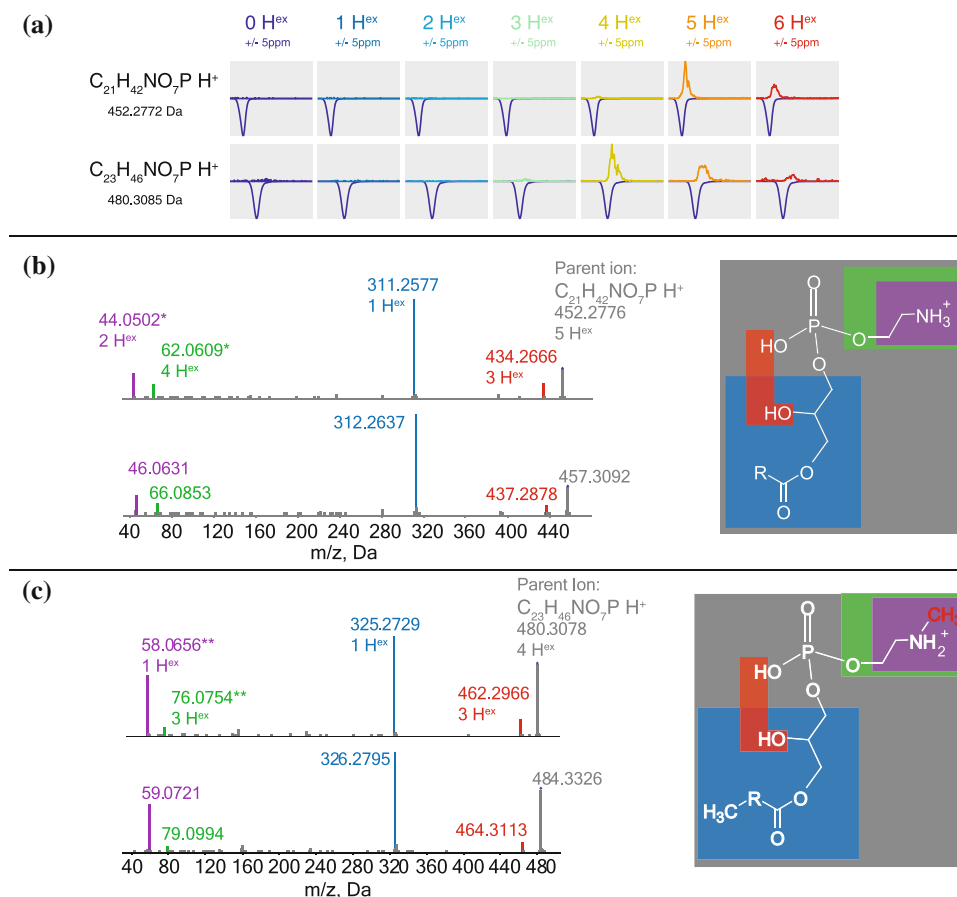 (a)
0 Hᵉˣ 1 Hᵉˣ 2 Hᵉˣ 3 Hᵉˣ 4 Hᵉˣ 5 Hᵉˣ 6 Hᵉˣ
+/- 5ppm +/- 5ppm +/- 5ppm +/- 5ppm +/- 5ppm +/- 5ppm +/- 5ppm
C₂₁H₄₂NO₇P H⁺
452.2772 Da
C₂₃H₄₆NO₇P H⁺
480.3085 Da
(b)
44.0502*
2 Hᵉˣ
62.0609*
4 Hᵉˣ
311.2577
1 Hᵉˣ
434.2666
3 Hᵉˣ
Parent ion:
C₂₁H₄₂NO₇P H⁺
452.2776
5 Hᵉˣ
46.0631
66.0853
312.2637
437.2878
457.3092
40 80 120 160 200 240 280 320 360 400 440
m/z, Da
O
P
HO
O
NH₃⁺
O
HO
R
O
O
(c)
58.0656**
1 Hᵉˣ
76.0754**
3 Hᵉˣ
325.2729
1 Hᵉˣ
462.2966
3 Hᵉˣ
Parent Ion:
C₂₃H₄₆NO₇P H⁺
480.3078
4 Hᵉˣ
59.0721
79.0994
326.2795
464.3113
484.3326
40 80 120 160 200 240 280 320 360 400 440 480
m/z, Da
O
P
HO
O
CH₃
NH₂⁺
O
HO
H₃C
R
O
O